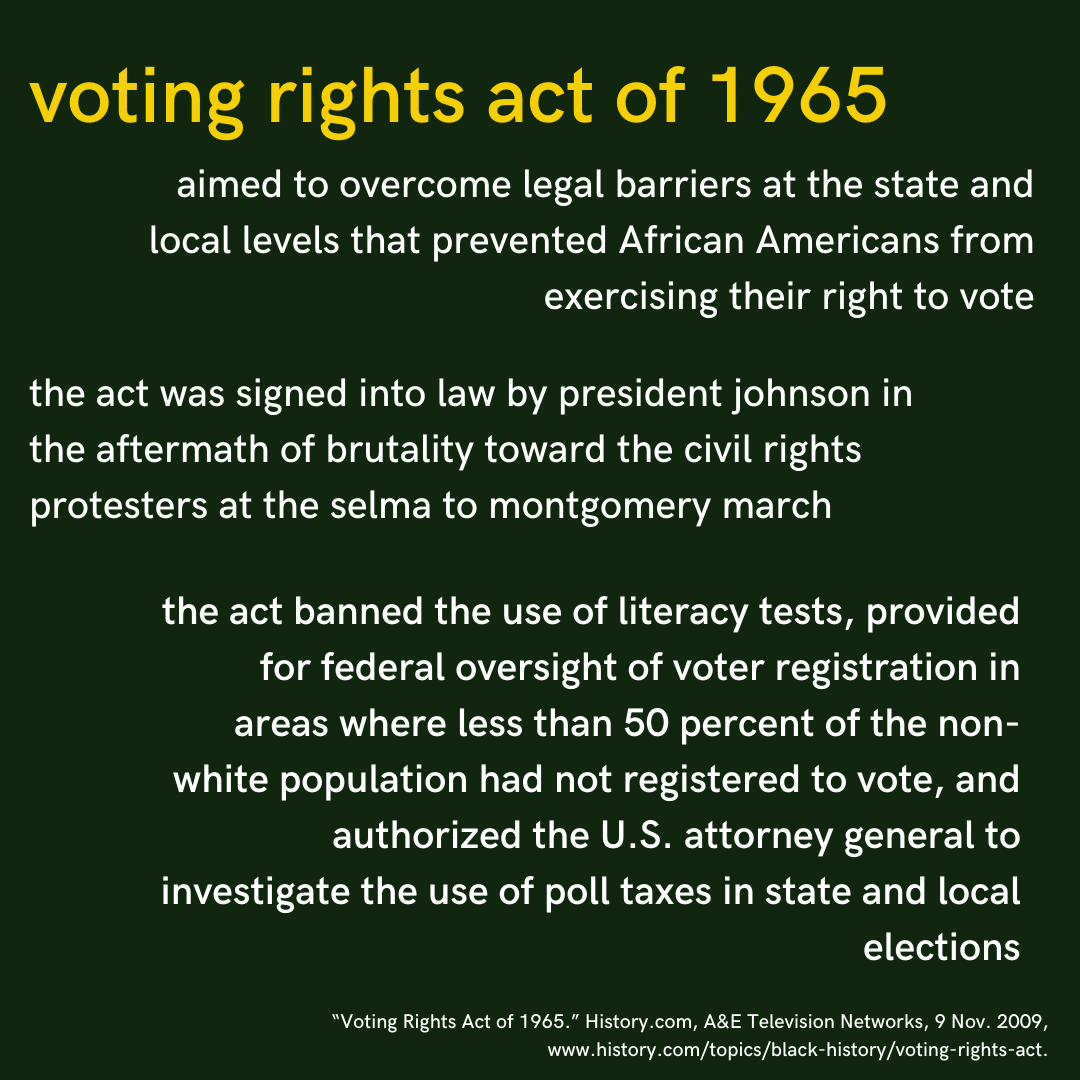 voting rights act of 1965
aimed to overcome legal barriers at the state and
local levels that prevented African Americans from
exercising their right to vote
the act was signed into law by president johnson in
the aftermath of brutality toward the civil rights
protesters at the selma to montgomery march
the act banned the use of literacy tests, provided
for federal oversight of voter registration in
areas where less than 50 percent of the non-
white population had not registered to vote, and
authorized the U.S. attorney general to
investigate the use of poll taxes in state and local
elections
“Voting Rights Act of 1965.” History.com, A&E Television Networks, 9 Nov. 2009,
www.history.com/topics/black-history/voting-rights-act.